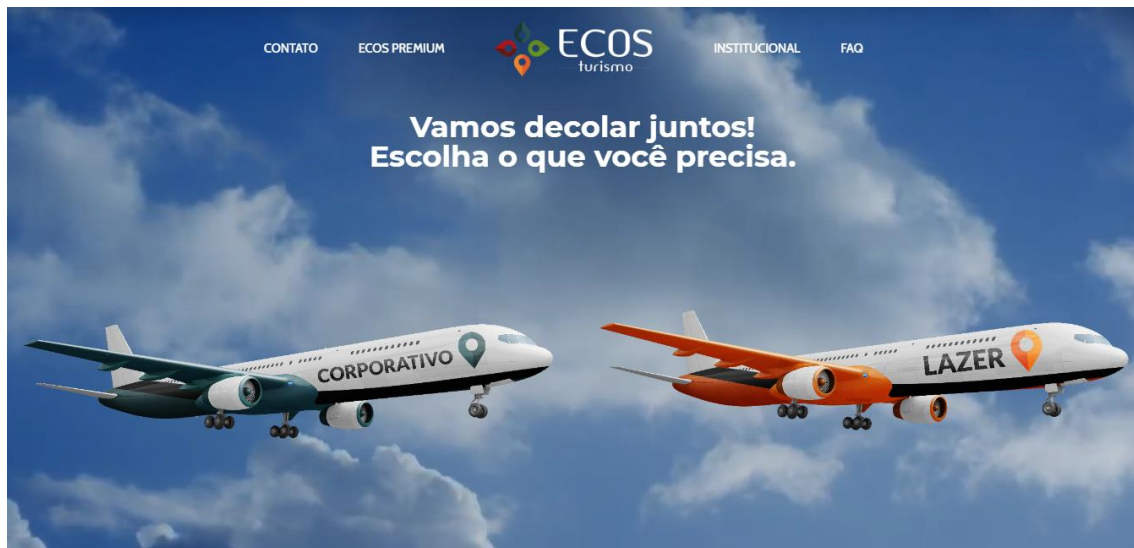 CONTATO
ECOS PREMIUM
ECOS
turismo
INSTITUCIONAL
FAQ
Vamos decolar juntos!
Escolha o que você precisa.
CORPORATIVO
LAZER